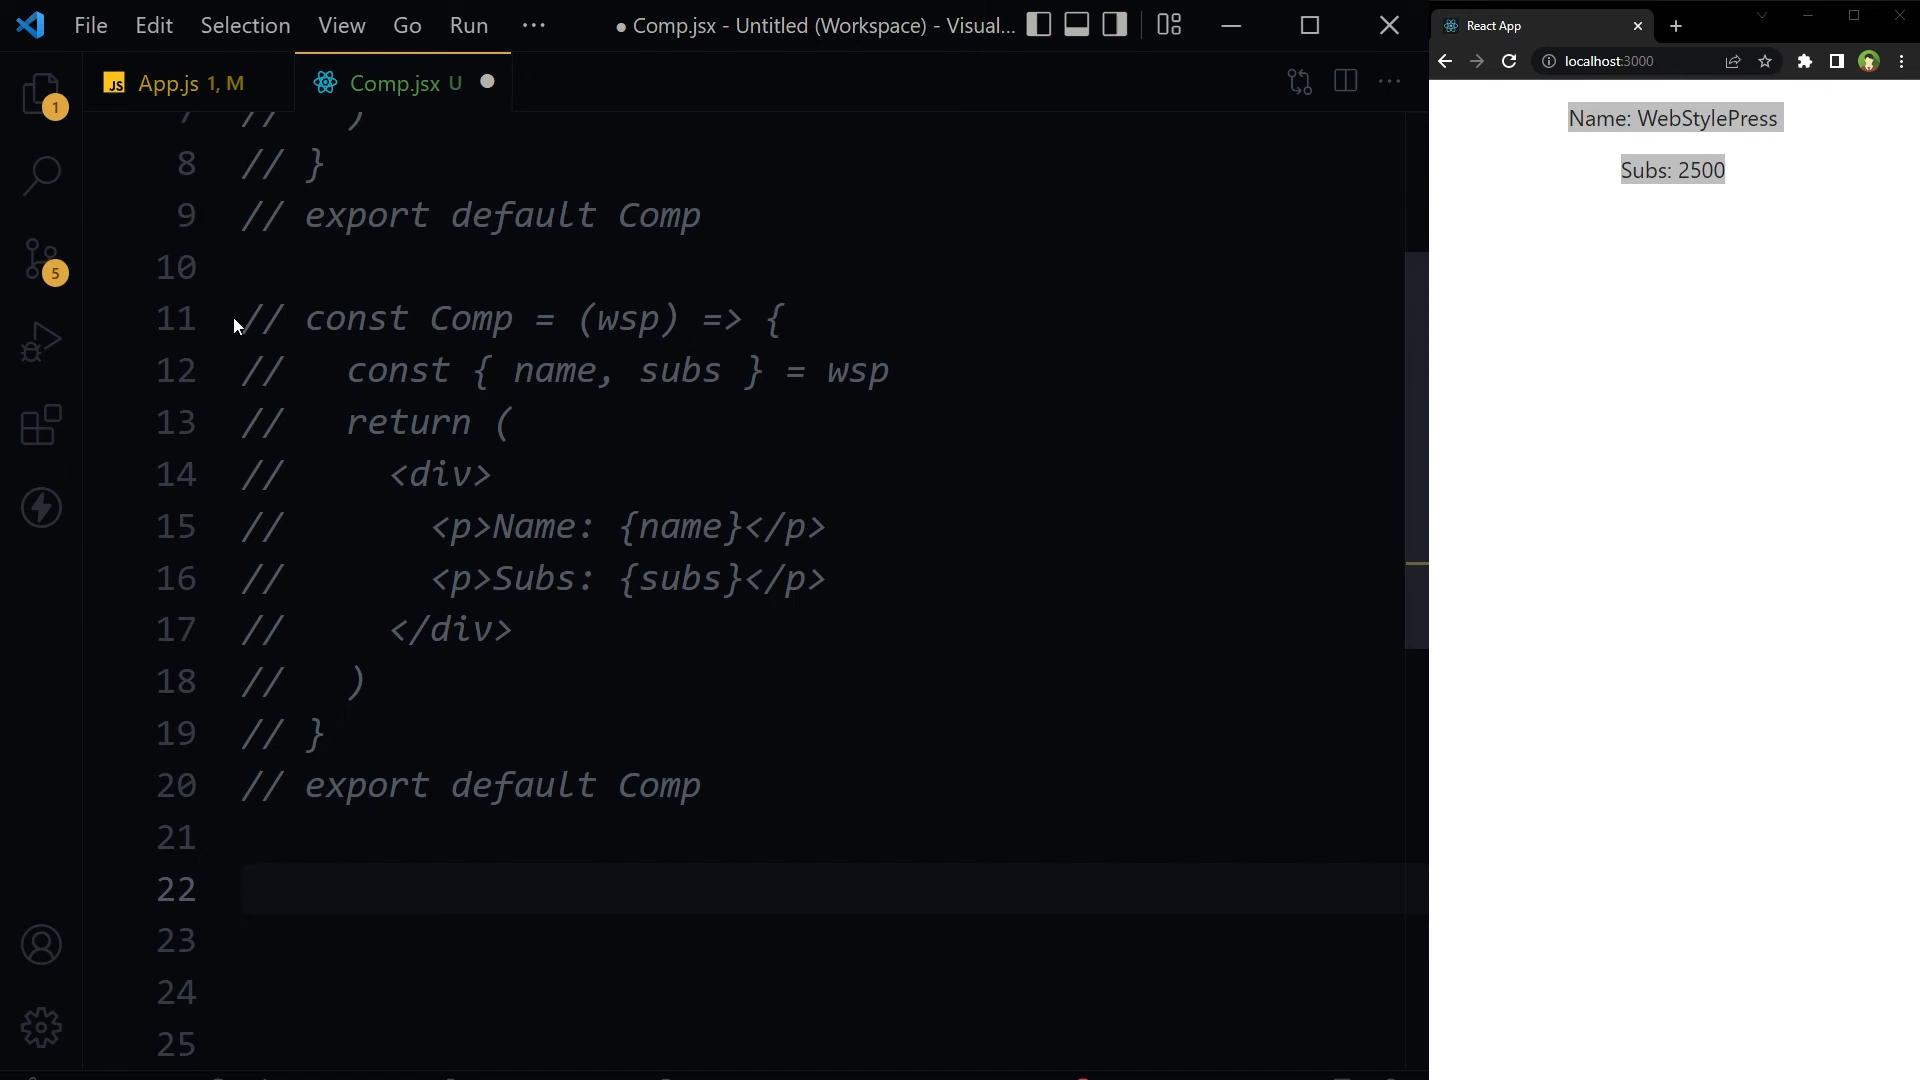 File Edit Selection View Go Run ··· ● Comp.jsx - Untitled (Workspace) - Visual...
JS App.js 1, M Comp.jsx U ●
7 // )
8 // }
9 // export default Comp
10
11 // const Comp = (wsp) => {
12 // const { name, subs } = wsp
13 // return (
14 // <div>
15 // <p>Name: {name}</p>
16 // <p>Subs: {subs}</p>
17 // </div>
18 // )
19 // }
20 // export default Comp
21
22
23
24
25
1
5
React App
localhost:3000
Name: WebStylePress
Subs: 2500